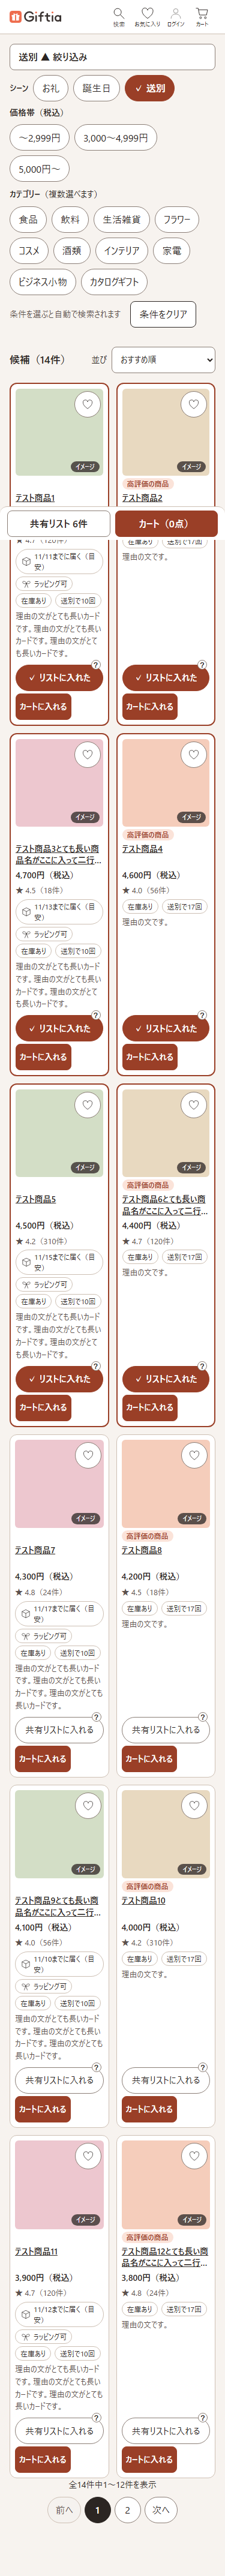 Giftia
検索 お気に入り ログイン カート
送別 ▲ 絞り込み
シーン お礼 誕生日 ✓ 送別
価格帯（税込）
〜2,999円 3,000〜4,999円
5,000円〜
カテゴリー（複数選べます）
食品 飲料 生活雑貨 フラワー
コスメ 酒類 インテリア 家電
ビジネス小物 カタログギフト
条件を選ぶと自動で検索されます 条件をクリア
候補（14件） 並び おすすめ順
イメージ
テスト商品1
イメージ
高評価の商品
テスト商品2
共有リスト 6件 カート（0点）
★ 4.7（120件）
11/11までに届く（目
安）
ラッピング可
在庫あり 送別で10回
理由の文がとても長いカード
です。理由の文がとても長い
カードです。理由の文がとて
も長いカードです。
?
✓ リストに入れた
カートに入れる
在庫あり 送別で17回
理由の文です。
?
✓ リストに入れた
カートに入れる
イメージ
テスト商品3とても長い商
品名がここに入って二行…
4,700円（税込）
★ 4.5（18件）
11/13までに届く（目
安）
ラッピング可
在庫あり 送別で10回
理由の文がとても長いカード
です。理由の文がとても長い
カードです。理由の文がとて
も長いカードです。
?
✓ リストに入れた
カートに入れる
イメージ
高評価の商品
テスト商品4
4,600円（税込）
★ 4.0（56件）
在庫あり 送別で17回
理由の文です。
?
✓ リストに入れた
カートに入れる
イメージ
テスト商品5
4,500円（税込）
★ 4.2（310件）
11/15までに届く（目
安）
ラッピング可
在庫あり 送別で10回
理由の文がとても長いカード
です。理由の文がとても長い
カードです。理由の文がとて
も長いカードです。
?
✓ リストに入れた
カートに入れる
イメージ
高評価の商品
テスト商品6とても長い商
品名がここに入って二行…
4,400円（税込）
★ 4.7（120件）
在庫あり 送別で17回
理由の文です。
?
✓ リストに入れた
カートに入れる
イメージ
テスト商品7
4,300円（税込）
★ 4.8（24件）
11/17までに届く（目
安）
ラッピング可
在庫あり 送別で10回
理由の文がとても長いカード
です。理由の文がとても長い
カードです。理由の文がとても
長いカードです。
?
共有リストに入れる
カートに入れる
イメージ
高評価の商品
テスト商品8
4,200円（税込）
★ 4.5（18件）
在庫あり 送別で17回
理由の文です。
?
共有リストに入れる
カートに入れる
イメージ
テスト商品9とても長い商
品名がここに入って二行…
4,100円（税込）
★ 4.0（56件）
11/10までに届く（目
安）
ラッピング可
在庫あり 送別で10回
理由の文がとても長いカード
です。理由の文がとても長い
カードです。理由の文がとても
長いカードです。
?
共有リストに入れる
カートに入れる
イメージ
高評価の商品
テスト商品10
4,000円（税込）
★ 4.2（310件）
在庫あり 送別で17回
理由の文です。
?
共有リストに入れる
カートに入れる
イメージ
テスト商品11
3,900円（税込）
★ 4.7（120件）
11/12までに届く（目
安）
ラッピング可
在庫あり 送別で10回
理由の文がとても長いカード
です。理由の文がとても長い
カードです。理由の文がとても
長いカードです。
?
共有リストに入れる
カートに入れる
イメージ
高評価の商品
テスト商品12とても長い商
品名がここに入って二行…
3,800円（税込）
★ 4.8（24件）
在庫あり 送別で17回
理由の文です。
?
共有リストに入れる
カートに入れる
全14件中1〜12件を表示
前へ 1 2 次へ